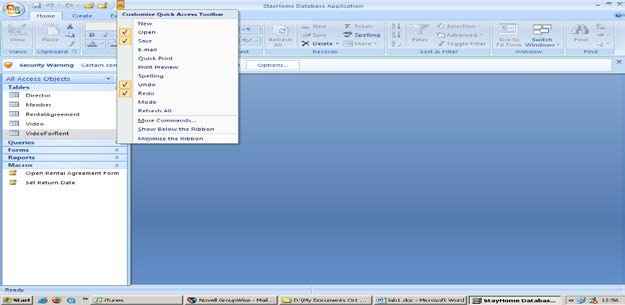 StayHome Database Application
Home
Customize Quick Access Toolbar
New
Open
Save
E-mail
Quick Print
Print Preview
Spelling
Undo
Redo
Mode
Refresh All
More Commands...
Show Below the Ribbon
Minimize the Ribbon
Views
View
Paste
New
Save
Delete
Totals
Spelling
More
Refresh All
Records
Filter
Selection
Advanced
Toggle Filter
Sort & Filter
Size to Fit Form
Switch Windows
Window
Find
Find
Security Warning Certain con
Options...
All Access Objects
Tables
Director
Member
RentalAgreement
Video
VideoForRent
Queries
Forms
Reports
Macros
Open Rental Agreement Form
Set Return Date
Ready
Start
iTunes
Novell GroupWise - Mai...
D:\My Documents Oct ...
lab1.doc - Microsoft Word
StayHome Databas...
12:56